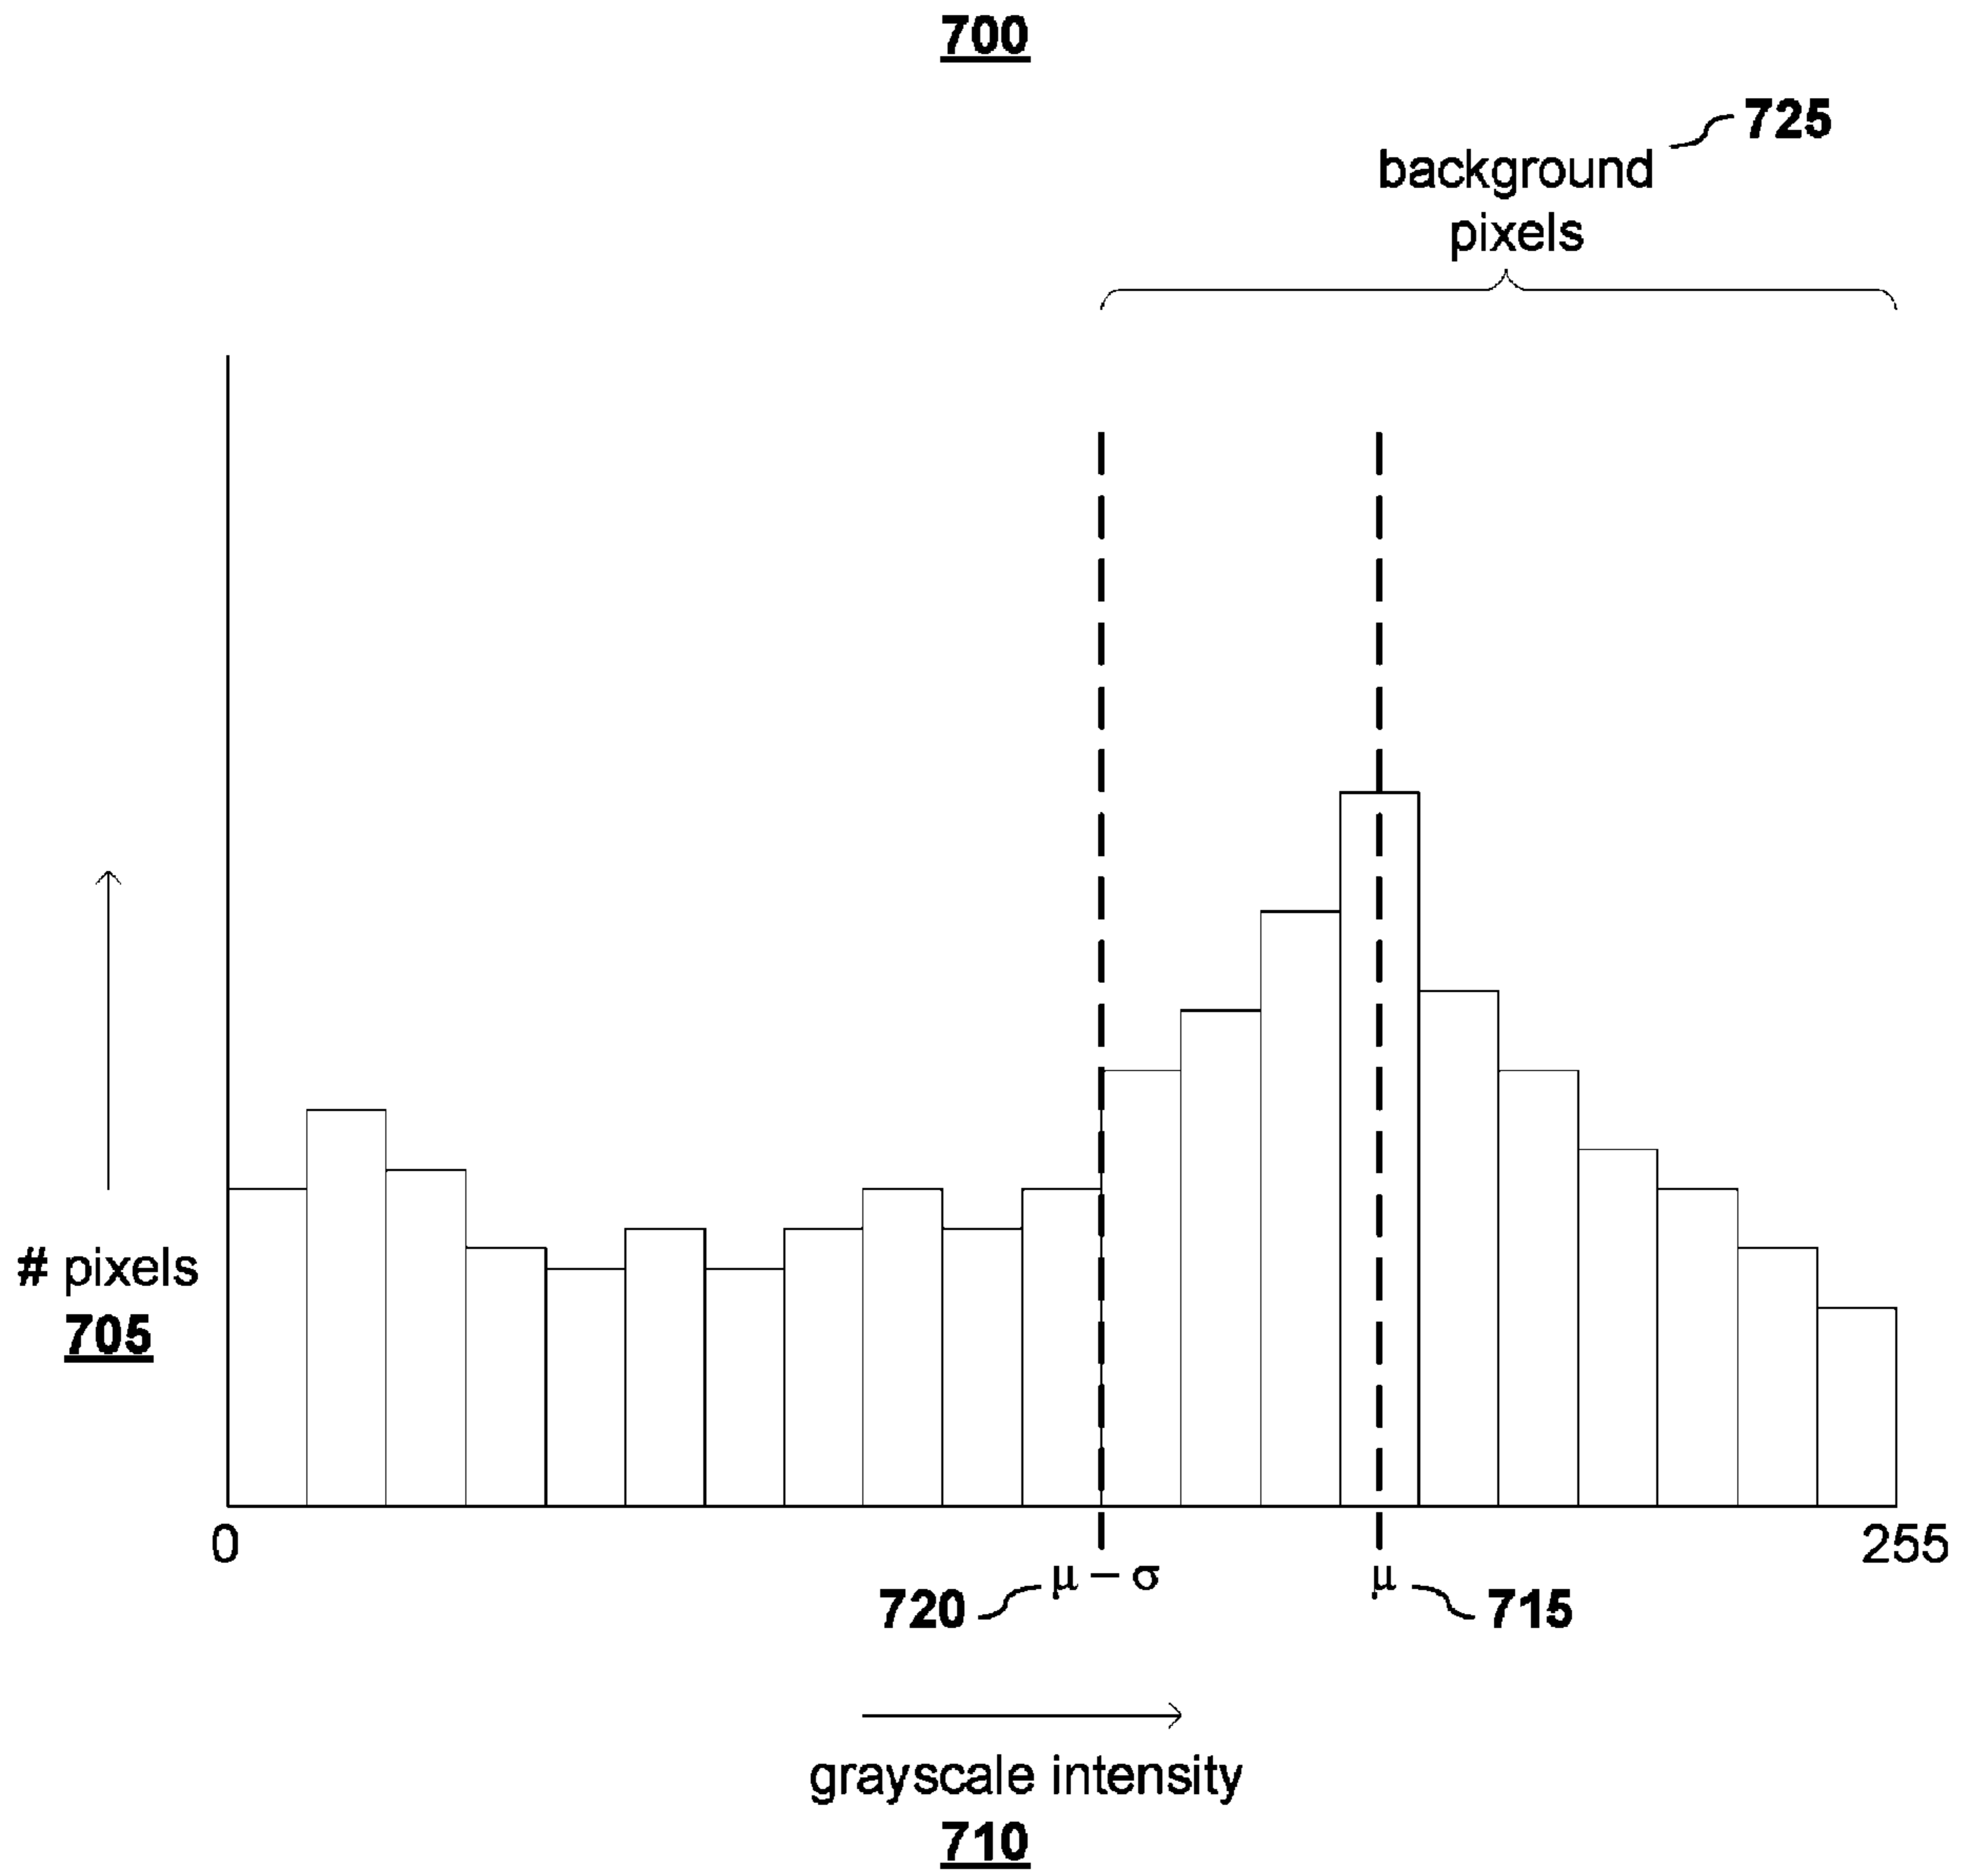 700
725
background
pixels
# pixels
705
0
255
μ – σ
μ
720
715
grayscale intensity
710